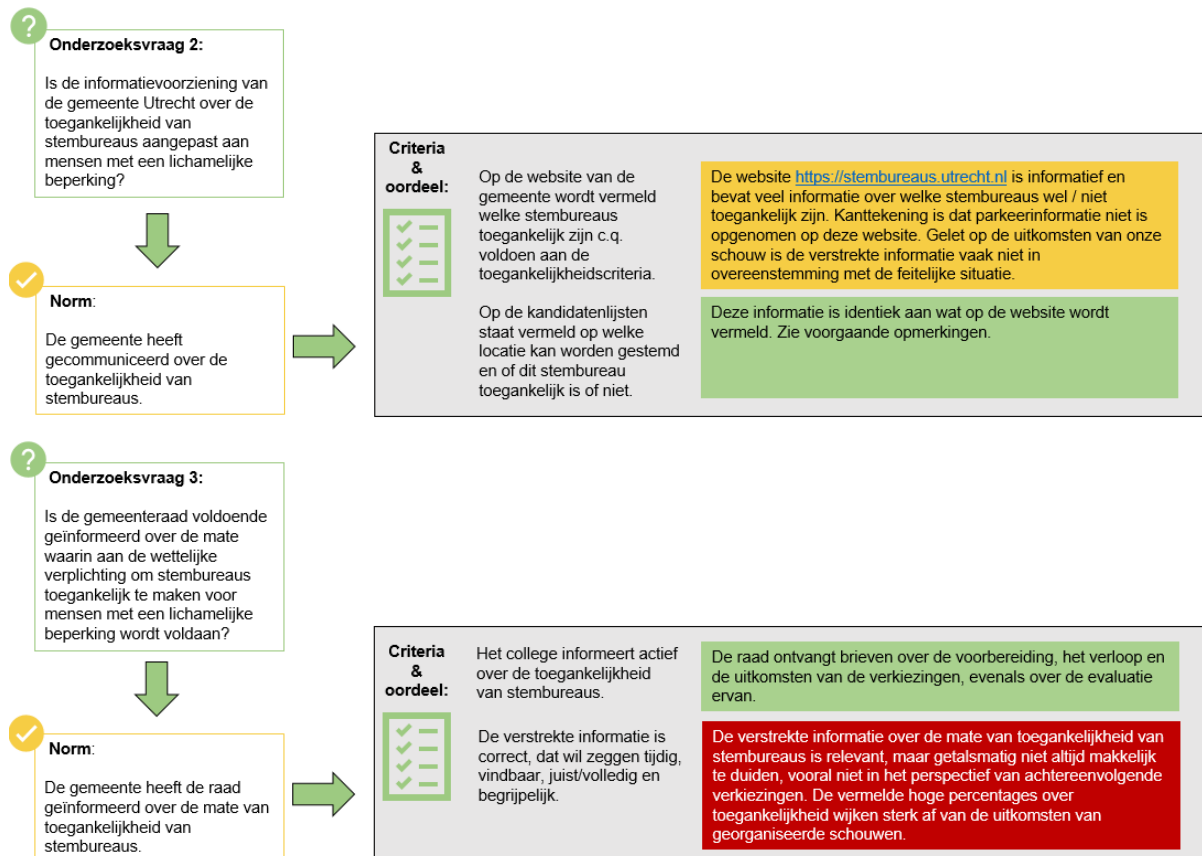 Onderzoeksvraag 2:
Is de informatievoorziening van
de gemeente Utrecht over de
toegankelijkheid van
stembureaus aangepast aan
mensen met een lichamelijke
beperking?
Norm:
De gemeente heeft
gecommuniceerd over de
toegankelijkheid van
stembureaus.
Criteria
&
oordeel:
Op de website van de
gemeente wordt vermeld
welke stembureaus
toegankelijk zijn c.q.
voldoen aan de
toegankelijkheidscriteria.
De website https://stembureaus.utrecht.nl is informatief en
bevat veel informatie over welke stembureaus wel / niet
toegankelijk zijn. Kanttekening is dat parkeerinformatie niet is
opgenomen op deze website. Gelet op de uitkomsten van onze
schouw is de verstrekte informatie vaak niet in
overeenstemming met de feitelijke situatie.
Op de kandidatenlijsten
staat vermeld op welke
locatie kan worden gestemd
en of dit stembureau
toegankelijk is of niet.
Deze informatie is identiek aan wat op de website wordt
vermeld. Zie voorgaande opmerkingen.
Onderzoeksvraag 3:
Is de gemeenteraad voldoende
geïnformeerd over de mate
waarin aan de wettelijke
verplichting om stembureaus
toegankelijk te maken voor
mensen met een lichamelijke
beperking wordt voldaan?
Norm:
De gemeente heeft de raad
geïnformeerd over de mate van
toegankelijkheid van
stembureaus.
Criteria
&
oordeel:
Het college informeert actief
over de toegankelijkheid
van stembureaus.
De raad ontvangt brieven over de voorbereiding, het verloop en
de uitkomsten van de verkiezingen, evenals over de evaluatie
ervan.
De verstrekte informatie is
correct, dat wil zeggen tijdig,
vindbaar, juist/volledig en
begrijpelijk.
De verstrekte informatie over de mate van toegankelijkheid van
stembureaus is relevant, maar getalsmatig niet altijd makkelijk
te duiden, vooral niet in het perspectief van achtereenvolgende
verkiezingen. De vermelde hoge percentages over
toegankelijkheid wijken sterk af van de uitkomsten van
georganiseerde schouwen.